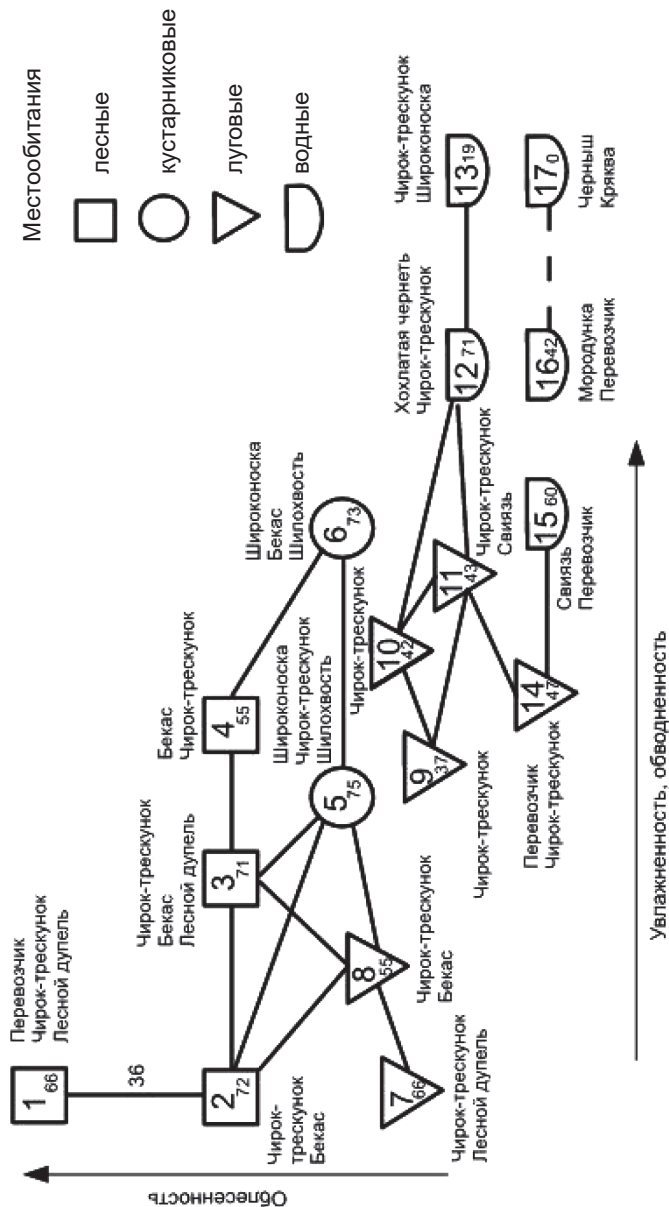 Местообитания
лесные
кустарниковые
луговые
водные
Облесенность
Перевозчик
Чирок-трескунок
Лесной дупель
1 66
36
2 72
Чирок-
трескунок
Бекас
Чирок-трескунок
Бекас
Лесной дупель
3 71
Бекас
Чирок-трескунок
4 55
Широконоска
Чирок-трескунок
Шилохвость
5 75
Широконоска
Бекас
Шилохвость
6 73
7 66
Чирок-трескунок
Лесной дупель
8 55
Чирок-трескунок
Бекас
9 37
Чирок-трескунок
Чирок-трескунок
10 42
11 43
Чирок-трескунок
Свиязь
Хохлатая чернеть
Чирок-трескунок
12 71
Чирок-трескунок
Широконоска
13 19
14 47
Перевозчик
Чирок-трескунок
15 60
Свиязь
Перевозчик
16 42
Мородунка
Перевозчик
17 0
Черныш
Кряква
Увлажненность, обводненность